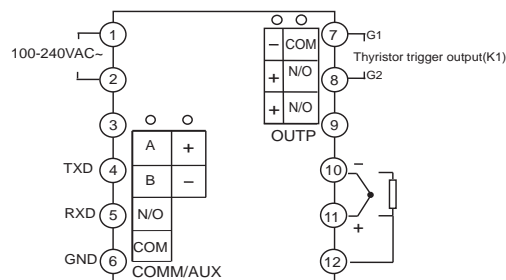 1
100-240VAC~
2
3
A +
TXD 4 B −
RXD 5 N/O
GND 6 COM
COMM/AUX
− COM 7 G1
Thyristor trigger output(K1)
+ N/O 8 G2
+ N/O 9
OUTP
10 −
11 +
12